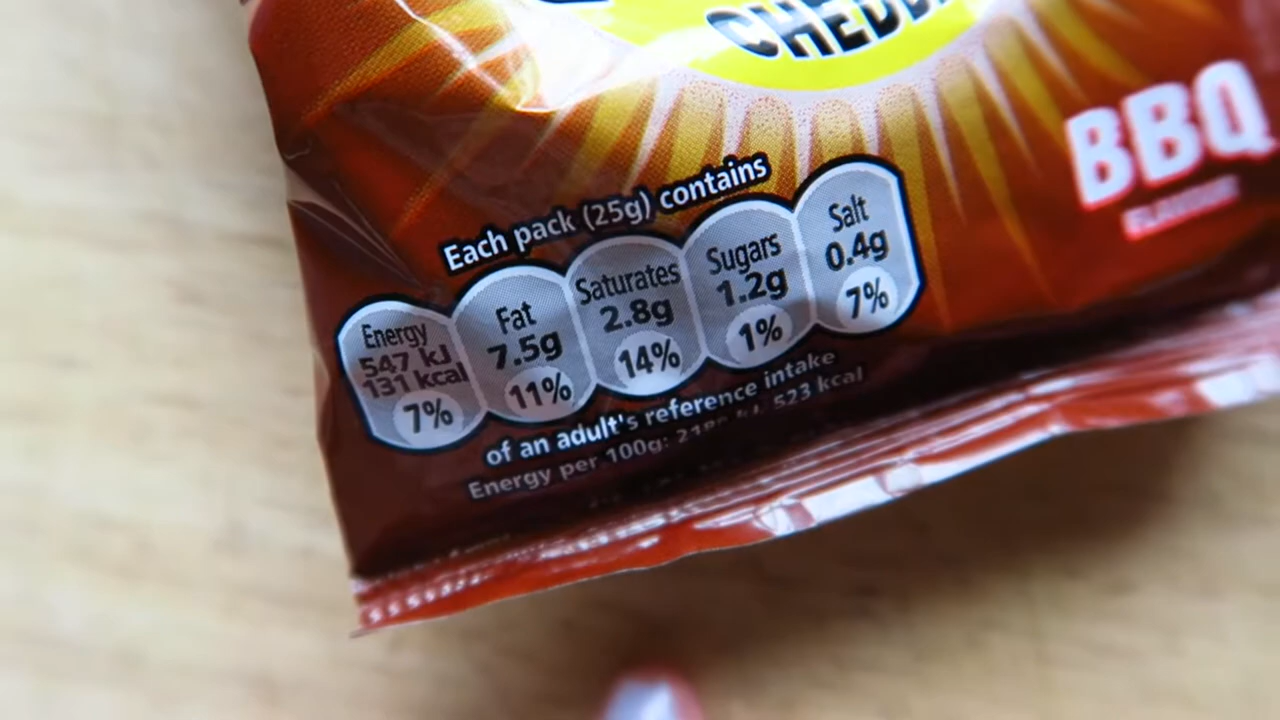 CHEDD
BBQ
FLAVOUR
Each pack (25g) contains
Energy
547 kJ
131 kcal
7%
Fat
7.5g
11%
Saturates
2.8g
14%
Sugars
1.2g
1%
Salt
0.4g
7%
of an adult's reference intake
Energy per 100g: kJ, 523 kcal